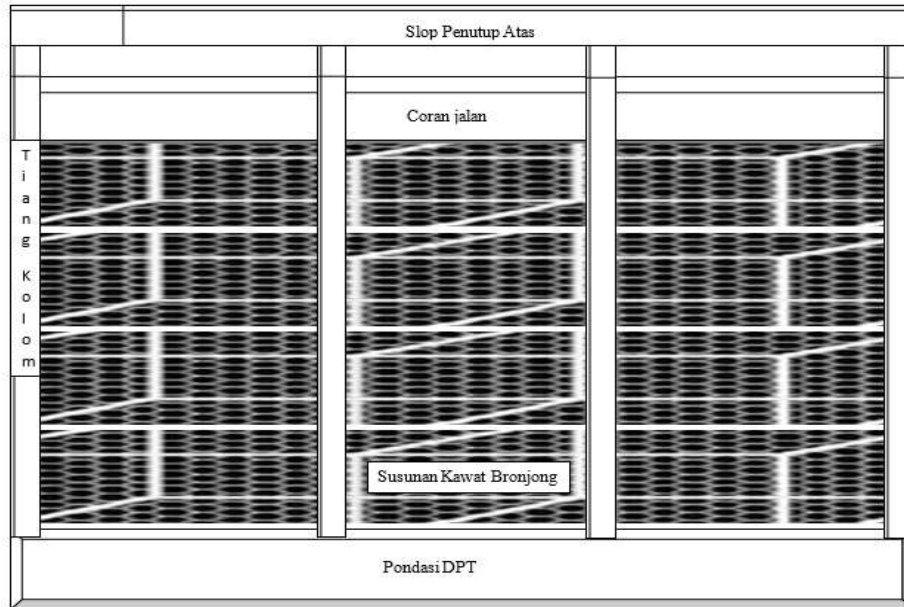 Slop Penutup Atas
Coran jalan
Tiang Kolom
Susunan Kawat Bronjong
Pondasi DPT